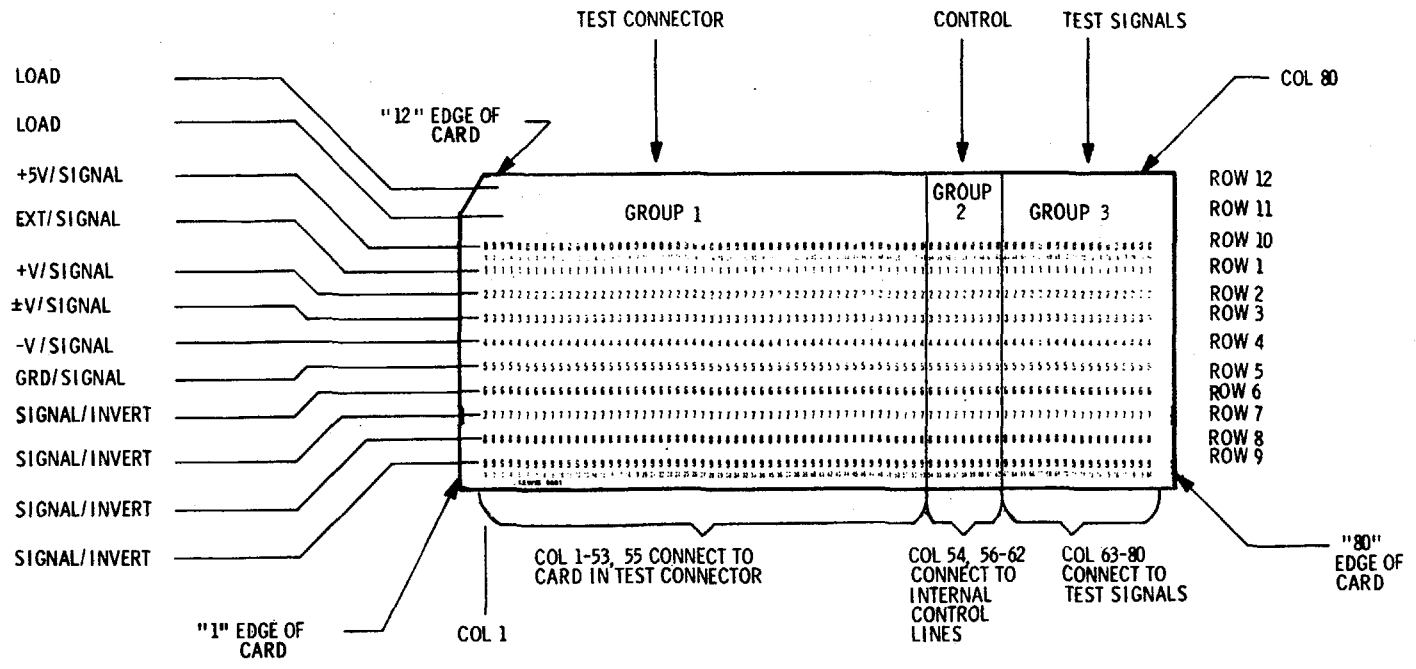 TEST CONNECTOR
CONTROL
TEST SIGNALS
LOAD
COL 80
"12" EDGE OF
CARD
LOAD
+5V/SIGNAL
ROW 12
GROUP
2
EXT/SIGNAL
GROUP 1
GROUP 3
ROW 11
ROW 10
+V/SIGNAL
ROW 1
±V/SIGNAL
ROW 2
ROW 3
-V/SIGNAL
ROW 4
GRD/SIGNAL
ROW 5
ROW 6
SIGNAL/INVERT
ROW 7
SIGNAL/INVERT
ROW 8
ROW 9
SIGNAL/INVERT
SIGNAL/INVERT
COL 1-53, 55 CONNECT TO
CARD IN TEST CONNECTOR
COL 54, 56-62
CONNECT TO
INTERNAL
CONTROL
LINES
COL 63-80
CONNECT TO
TEST SIGNALS
"80"
EDGE OF
CARD
"1" EDGE OF
CARD
COL 1